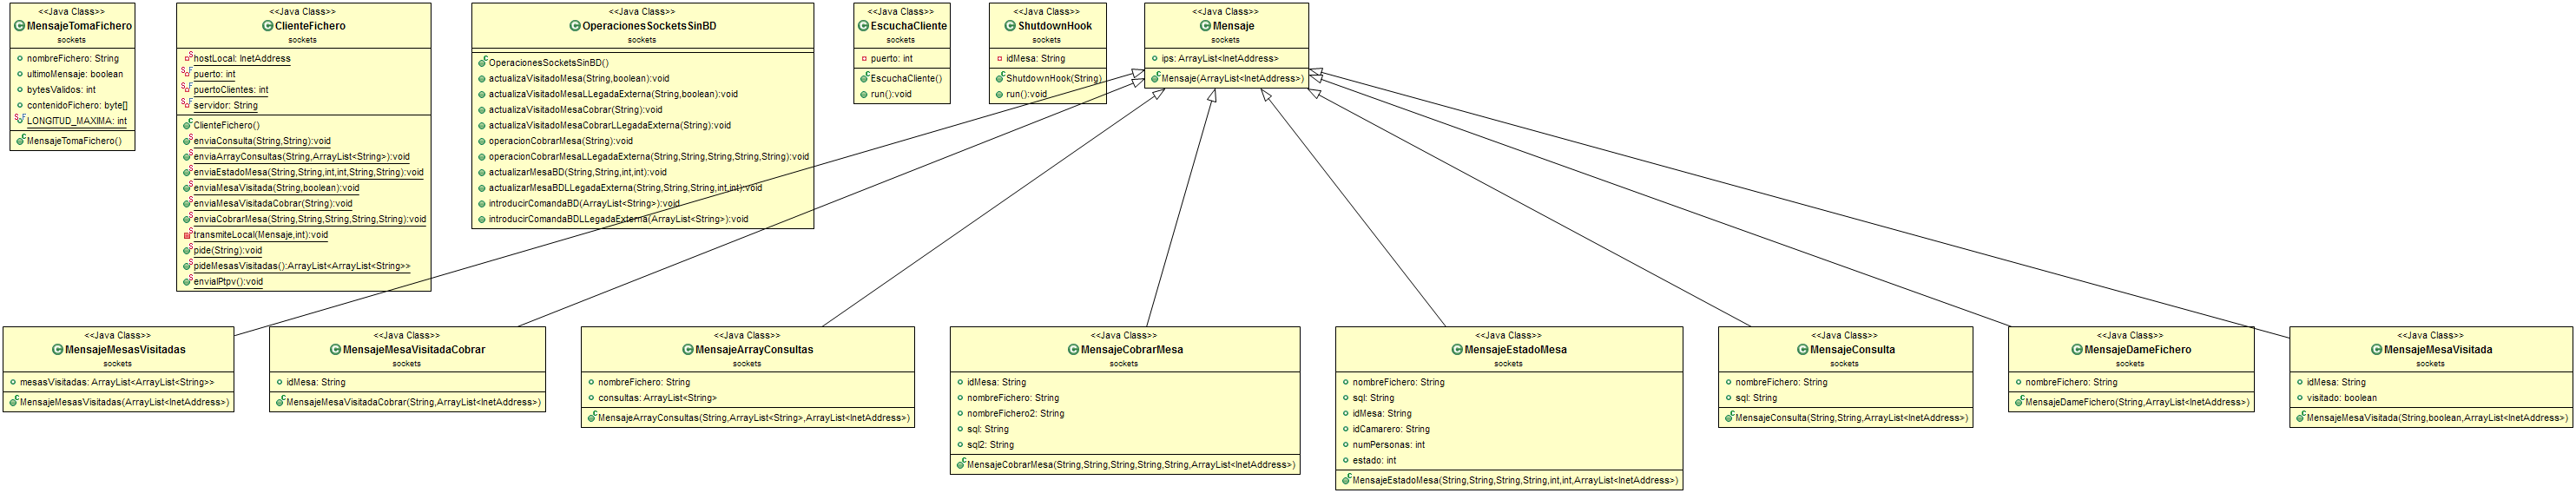 <<Java Class>>
MensajeTomaFichero
sockets
nombreFichero: String
ultimoMensaje: boolean
bytesValidos: int
contenidoFichero: byte[]
LONGITUD_MAXIMA: int
MensajeTomaFichero()
<<Java Class>>
ClienteFichero
sockets
hostLocal: InetAddress
puerto: int
puertoClientes: int
servidor: String
ClienteFichero()
enviaConsulta(String,String):void
enviaArrayConsultas(String,ArrayList<String>):void
enviaEstadoMesa(String,String,int,int,String,String):void
enviaMesaVisitada(String,boolean):void
enviaMesaVisitadaCobrar(String):void
enviaCobrarMesa(String,String,String,String,String):void
transmiteLocal(Mensaje,int):void
pide(String):void
pideMesasVisitadas():ArrayList<ArrayList<String>>
enviaIPtpv():void
<<Java Class>>
OperacionesSocketsSinBD
sockets
OperacionesSocketsSinBD()
actualizaVisitadoMesa(String,boolean):void
actualizaVisitadoMesaLLegadaExterna(String,boolean):void
actualizaVisitadoMesaCobrar(String):void
actualizaVisitadoMesaCobrarLLegadaExterna(String):void
operacionCobrarMesa(String):void
operacionCobrarMesaLLegadaExterna(String,String,String,String,String):void
actualizarMesaBD(String,String,int,int):void
actualizarMesaBDLLegadaExterna(String,String,String,int,int):void
introducirComandaBD(ArrayList<String>):void
introducirComandaBDLLegadaExterna(ArrayList<String>):void
<<Java Class>>
EscuchaCliente
sockets
puerto: int
EscuchaCliente()
run():void
<<Java Class>>
ShutdownHook
sockets
idMesa: String
ShutdownHook(String)
run():void
<<Java Class>>
Mensaje
sockets
ips: ArrayList<InetAddress>
Mensaje(ArrayList<InetAddress>)
<<Java Class>>
MensajeMesasVisitadas
sockets
mesasVisitadas: ArrayList<ArrayList<String>>
MensajeMesasVisitadas(ArrayList<InetAddress>)
<<Java Class>>
MensajeMesaVisitadaCobrar
sockets
idMesa: String
MensajeMesaVisitadaCobrar(String,ArrayList<InetAddress>)
<<Java Class>>
MensajeArrayConsultas
sockets
nombreFichero: String
consultas: ArrayList<String>
MensajeArrayConsultas(String,ArrayList<String>,ArrayList<InetAddress>)
<<Java Class>>
MensajeCobrarMesa
sockets
idMesa: String
nombreFichero: String
nombreFichero2: String
sql: String
sql2: String
MensajeCobrarMesa(String,String,String,String,String,ArrayList<InetAddress>)
<<Java Class>>
MensajeEstadoMesa
sockets
nombreFichero: String
sql: String
idMesa: String
idCamarero: String
numPersonas: int
estado: int
MensajeEstadoMesa(String,String,String,String,int,int,ArrayList<InetAddress>)
<<Java Class>>
MensajeConsulta
sockets
nombreFichero: String
sql: String
MensajeConsulta(String,String,ArrayList<InetAddress>)
<<Java Class>>
MensajeDameFichero
sockets
nombreFichero: String
MensajeDameFichero(String,ArrayList<InetAddress>)
<<Java Class>>
MensajeMesaVisitada
sockets
idMesa: String
visitado: boolean
MensajeMesaVisitada(String,boolean,ArrayList<InetAddress>)